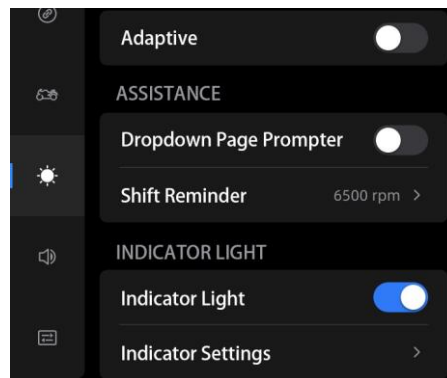 Adaptive
ASSISTANCE
Dropdown Page Prompter
Shift Reminder 6500 rpm >
INDICATOR LIGHT
Indicator Light
Indicator Settings >